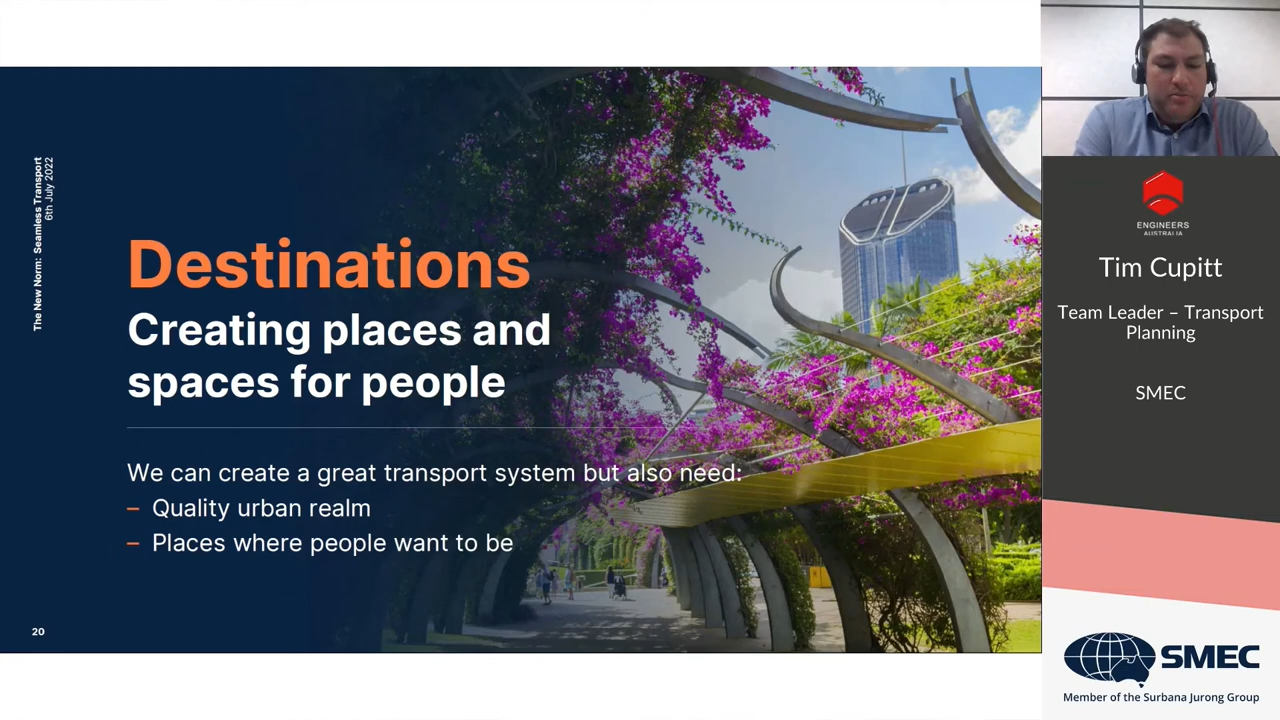 The New Norm: Seamless Transport
6th July 2022
Destinations
Creating places and
spaces for people
We can create a great transport system but also need:
– Quality urban realm
– Places where people want to be
20
ENGINEERS
AUSTRALIA
Tim Cupitt
Team Leader – Transport
Planning
SMEC
SMEC
Member of the Surbana Jurong Group